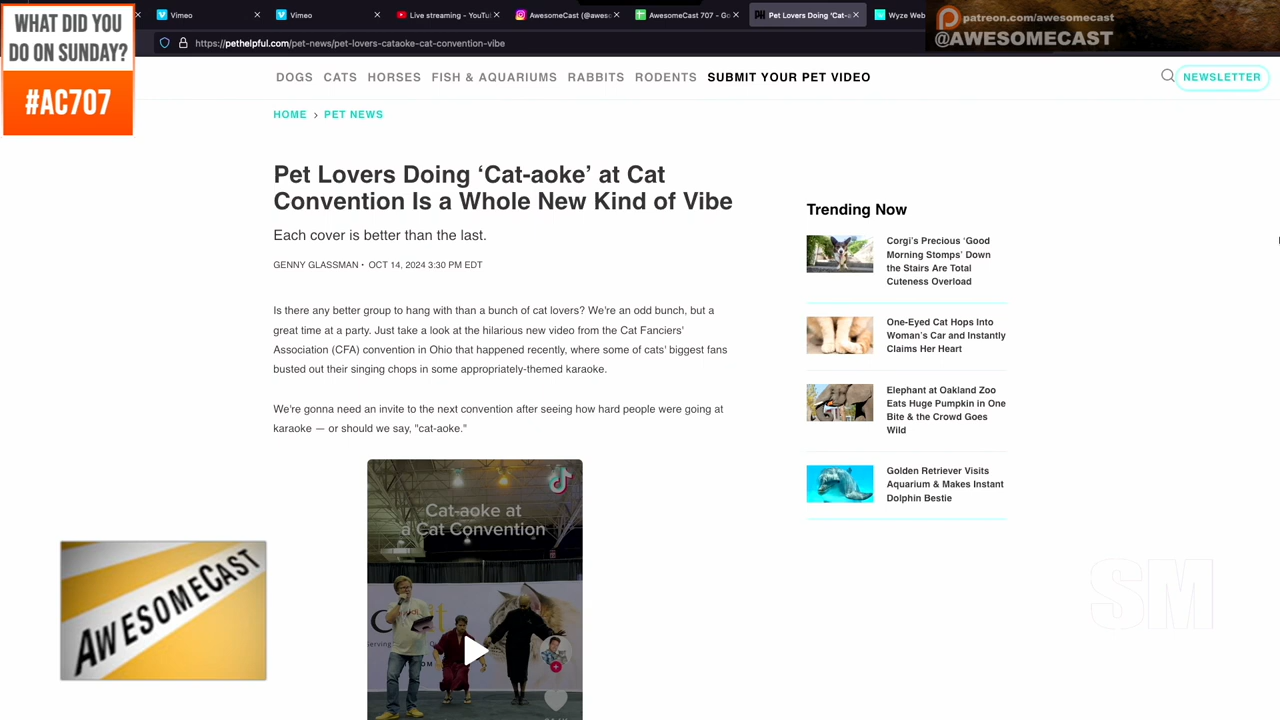 WHAT DID YOU
DO ON SUNDAY?
#AC707
Vimeo
Vimeo
Live streaming - YouTu
AwesomeCast (@aweso
AwesomeCast 707 - Go
Pet Lovers Doing 'Cat-a
Wyze Web
patreon.com/awesomecast
@AWESOMECAST
https://pethelpful.com/pet-news/pet-lovers-cataoke-cat-convention-vibe
DOGS CATS HORSES FISH & AQUARIUMS RABBITS RODENTS SUBMIT YOUR PET VIDEO
NEWSLETTER
HOME > PET NEWS
Pet Lovers Doing ‘Cat-aoke’ at Cat
Convention Is a Whole New Kind of Vibe
Each cover is better than the last.
GENNY GLASSMAN • OCT 14, 2024 3:30 PM EDT
Is there any better group to hang with than a bunch of cat lovers? We're an odd bunch, but a
great time at a party. Just take a look at the hilarious new video from the Cat Fanciers'
Association (CFA) convention in Ohio that happened recently, where some of cats' biggest fans
busted out their singing chops in some appropriately-themed karaoke.
We're gonna need an invite to the next convention after seeing how hard people were going at
karaoke — or should we say, "cat-aoke."
Cat-aoke at
a Cat Convention
Trending Now
Corgi's Precious ‘Good
Morning Stomps’ Down
the Stairs Are Total
Cuteness Overload
One-Eyed Cat Hops Into
Woman's Car and Instantly
Claims Her Heart
Elephant at Oakland Zoo
Eats Huge Pumpkin in One
Bite & the Crowd Goes
Wild
Golden Retriever Visits
Aquarium & Makes Instant
Dolphin Bestie
AWESOMECAST
SM